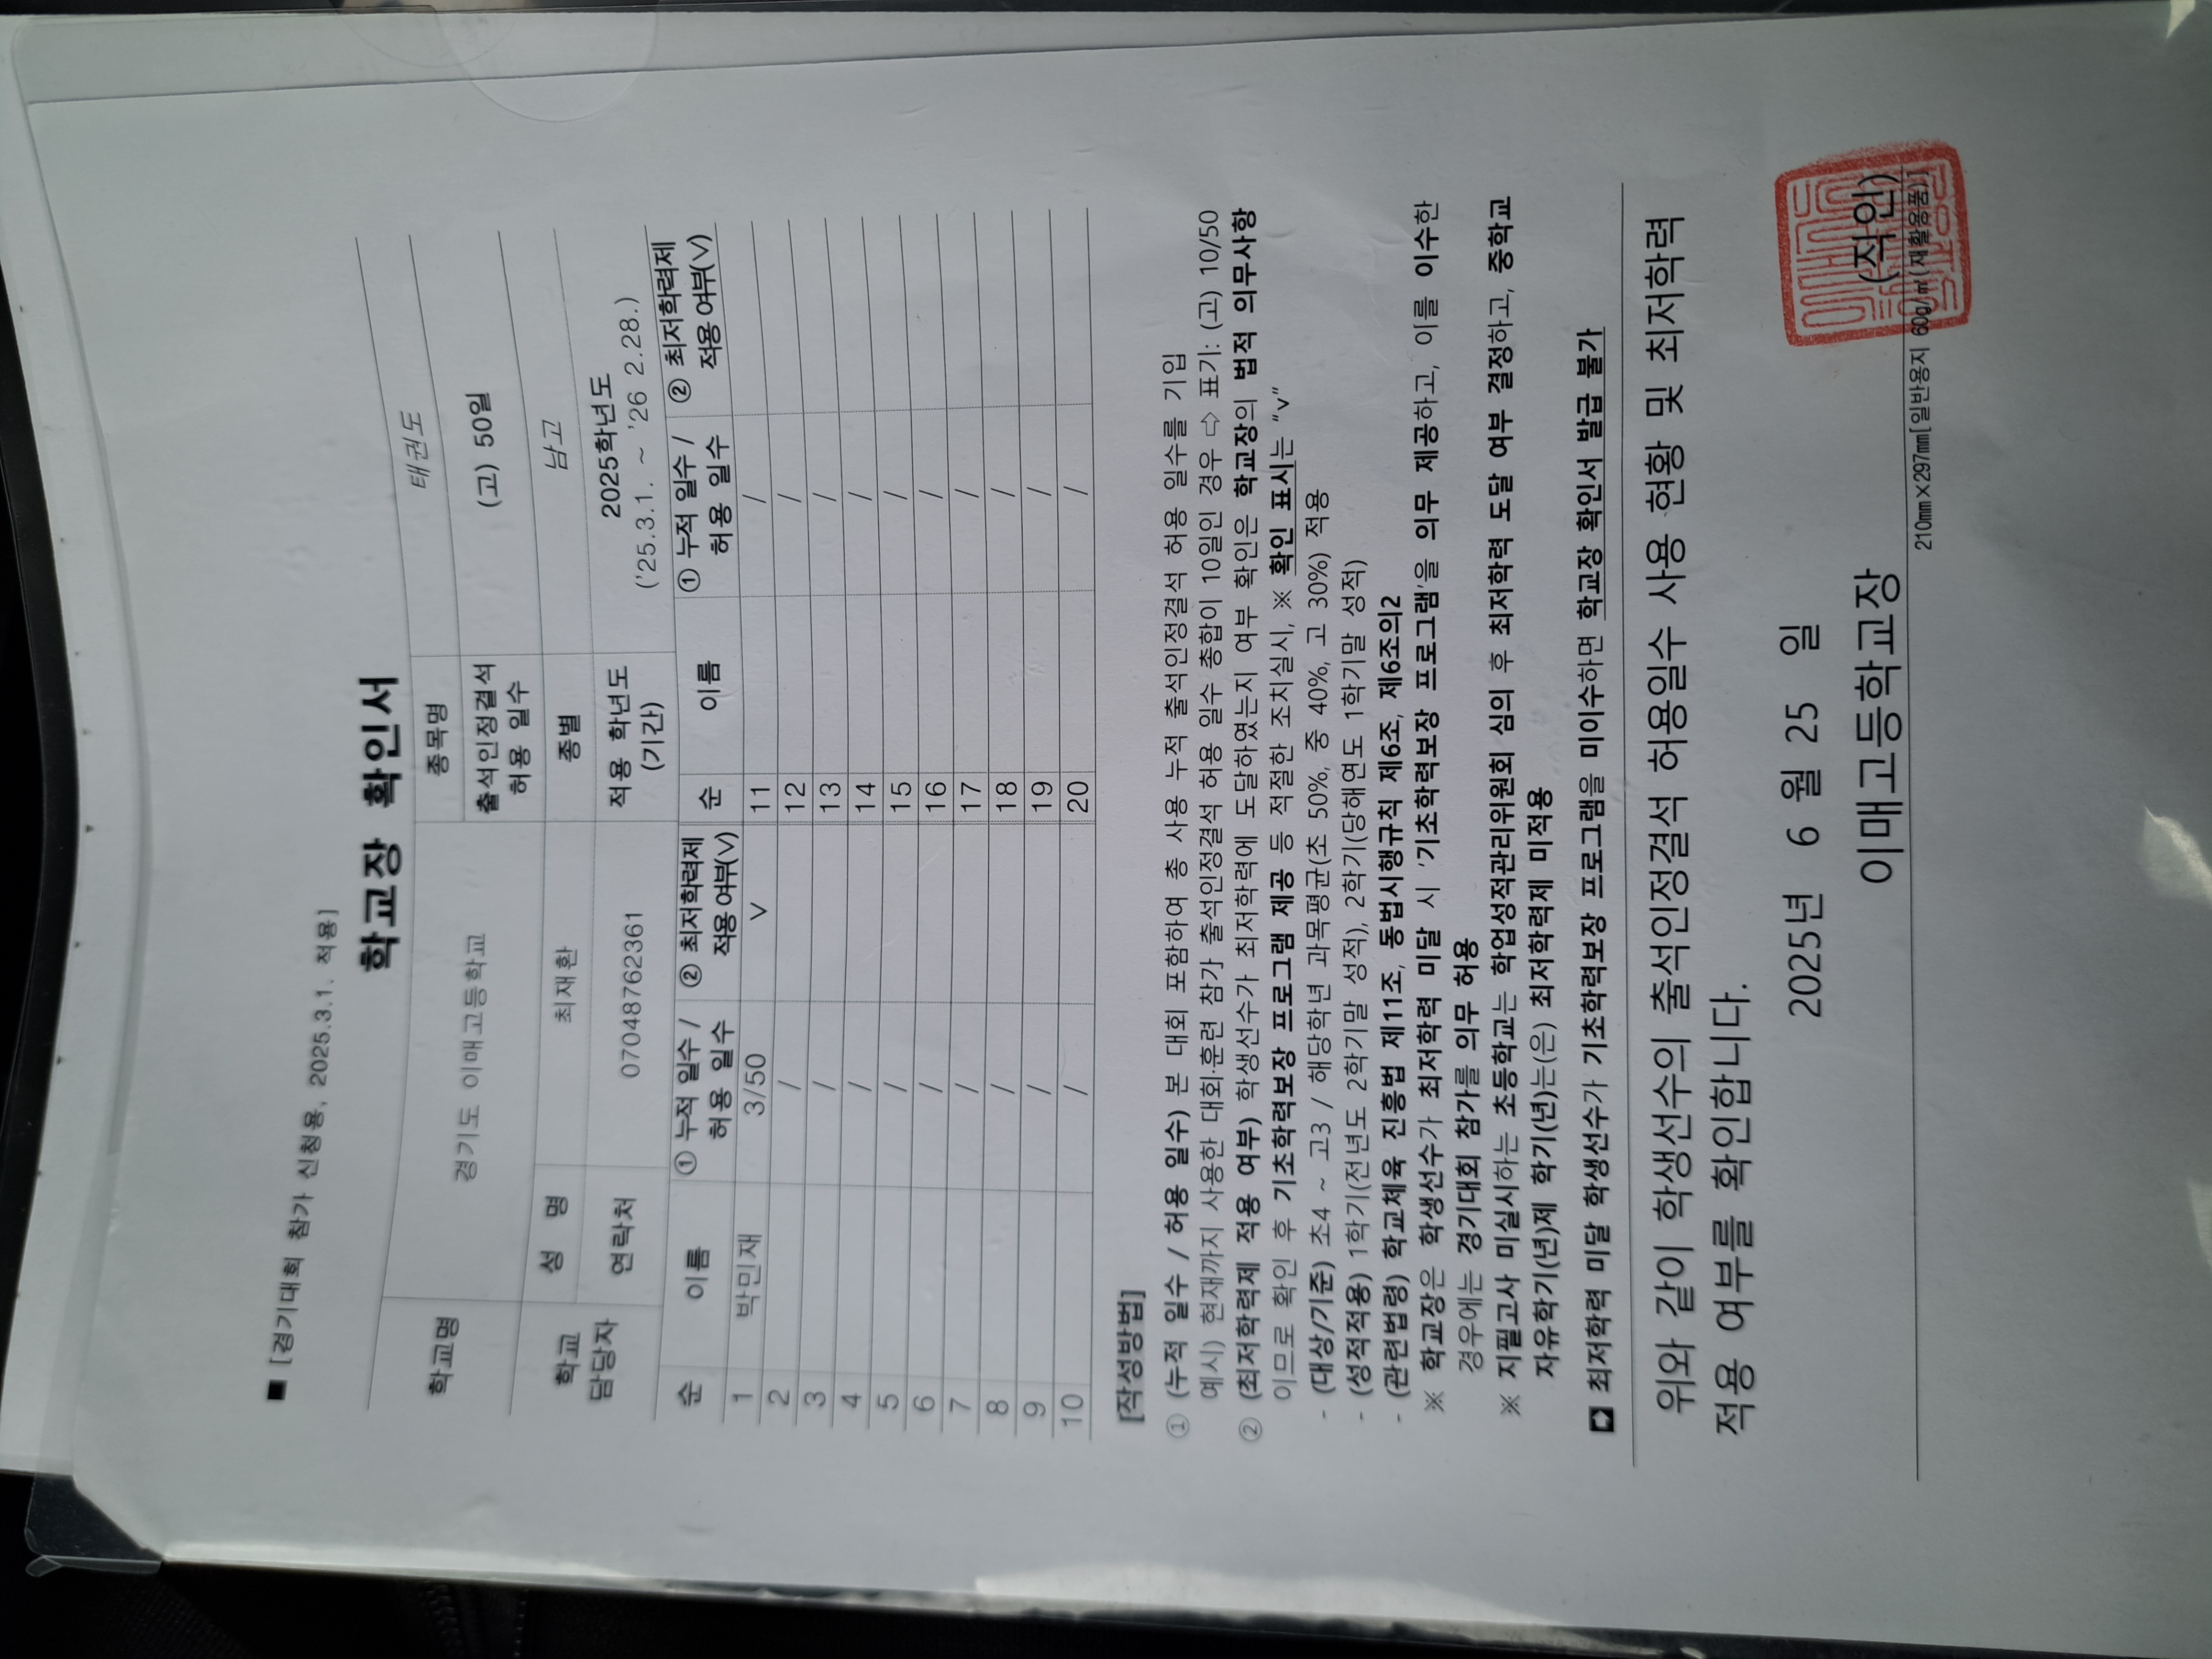 ■ [경기대회 참가 신청용, 2025.3.1. 적용]
학교장 확인서
학교명 경기도 이매고등학교 종목명 태권도
출석인정결석 허용 일수 (고) 50일
학교 담당자 성 명 최재환 종별 남고
연락처 07048762361 적용 학년도 (기간) 2025학년도 ('25.3.1. ~ '26 2.28.)
순 이름 ① 누적 일수 / 허용 일수 ② 최저학력제 적용 여부(V) 순 이름 ① 누적 일수 / 허용 일수 ② 최저학력제 적용 여부(V)
1 박민재 3/50 V 11 /
2 / 12 /
3 / 13 /
4 / 14 /
5 / 15 /
6 / 16 /
7 / 17 /
8 / 18 /
9 / 19 /
10 / 20 /
[작성방법]
① (누적 일수 / 허용 일수) 본 대회 포함하여 총 사용 누적 출석인정결석 허용 일수를 기입
예시) 현재까지 사용한 대회·훈련 참가 출석인정결석 허용 일수 총합이 10일인 경우 ⇨ 표기: (고) 10/50
② (최저학력제 적용 여부) 학생선수가 최저학력에 도달하였는지 여부 확인은 학교장의 법적 의무사항
이므로 확인 후 기초학력보장 프로그램 제공 등 적절한 조치실시, ※ 확인 표시는 “v”
- (대상/기준) 초4 ~ 고3 / 해당학년 과목평균(초 50%, 중 40%, 고 30%) 적용
- (성적적용) 1학기(전년도 2학기말 성적), 2학기(당해연도 1학기말 성적)
- (관련법령) 학교체육 진흥법 제11조, 동법시행규칙 제6조, 제6조의2
※ 학교장은 학생선수가 최저학력 미달 시 '기초학력보장 프로그램'을 의무 제공하고, 이를 이수한
경우에는 경기대회 참가를 의무 허용
※ 지필고사 미실시하는 초등학교는 학업성적관리위원회 심의 후 최저학력 도달 여부 결정하고, 중학교
자유학기(년)제 학기(년)는(은) 최저학력제 미적용
최저학력 미달 학생선수가 기초학력보장 프로그램을 미이수하면 학교장 확인서 발급 불가
위와 같이 학생선수의 출석인정결석 허용일수 사용 현황 및 최저학력
적용 여부를 확인합니다.
2025년 6 월 25 일
이매고등학교장 (직인)
210㎜×297㎜[일반용지 60g/㎡(재활용품)]